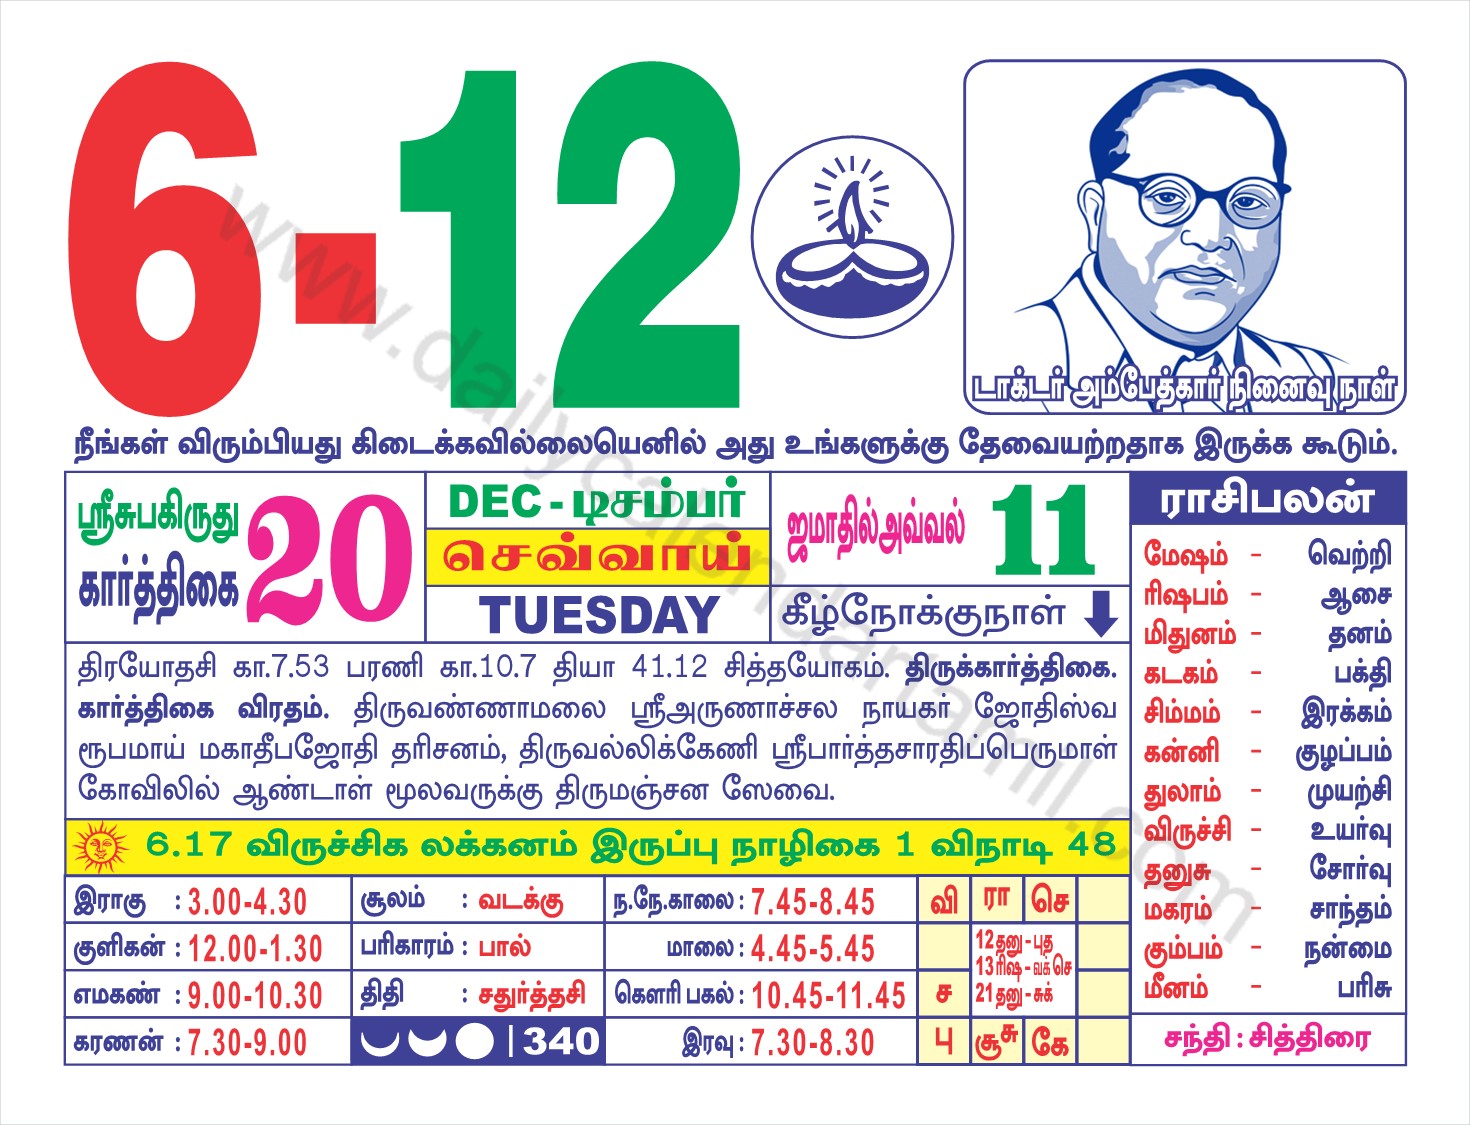 6-12
டாக்டர் அம்பேத்கார் நினைவு நாள்
நீங்கள் விரும்பியது கிடைக்கவில்லையெனில் அது உங்களுக்கு தேவையற்றதாக இருக்க கூடும்.
ஸ்ரீசுபகிருது
கார்த்திகை
20
DEC - டிசம்பர்
செவ்வாய்
TUESDAY
ஜமாதில்அவ்வல்
11
கீழ்நோக்குநாள்
திரயோதசி கா.7.53 பரணி கா.10.7 தியா 41.12 சித்தயோகம். திருக்கார்த்திகை.
கார்த்திகை விரதம். திருவண்ணாமலை ஸ்ரீஅருணாச்சல நாயகர் ஜோதிஸ்வ
ரூபமாய் மகாதீபஜோதி தரிசனம், திருவல்லிக்கேணி ஸ்ரீபார்த்தசாரதிப்பெருமாள்
கோவிலில் ஆண்டாள் மூலவருக்கு திருமஞ்சன ஸேவை.
6.17 விருச்சிக லக்கனம் இருப்பு நாழிகை 1 விநாடி 48
இராகு : 3.00-4.30
குளிகன் : 12.00-1.30
எமகண் : 9.00-10.30
கரணன் : 7.30-9.00
சூலம் : வடக்கு
பரிகாரம் : பால்
திதி : சதுர்த்தசி
340
ந.நே.காலை : 7.45-8.45
மாலை : 4.45-5.45
கௌரி பகல் : 10.45-11.45
இரவு : 7.30-8.30
வி ரா செ
12 தனு - புத
13 ரிஷ - வக் செ
21 தனு - சுக்
ச
பு சூசு கே
ராசிபலன்
மேஷம் - வெற்றி
ரிஷபம் - ஆசை
மிதுனம் - தனம்
கடகம் - பக்தி
சிம்மம் - இரக்கம்
கன்னி - குழப்பம்
துலாம் - முயற்சி
விருச்சி - உயர்வு
தனுசு - சோர்வு
மகரம் - சாந்தம்
கும்பம் - நன்மை
மீனம் - பரிசு
சந்தி : சித்திரை
www.dailycalendartamil.com